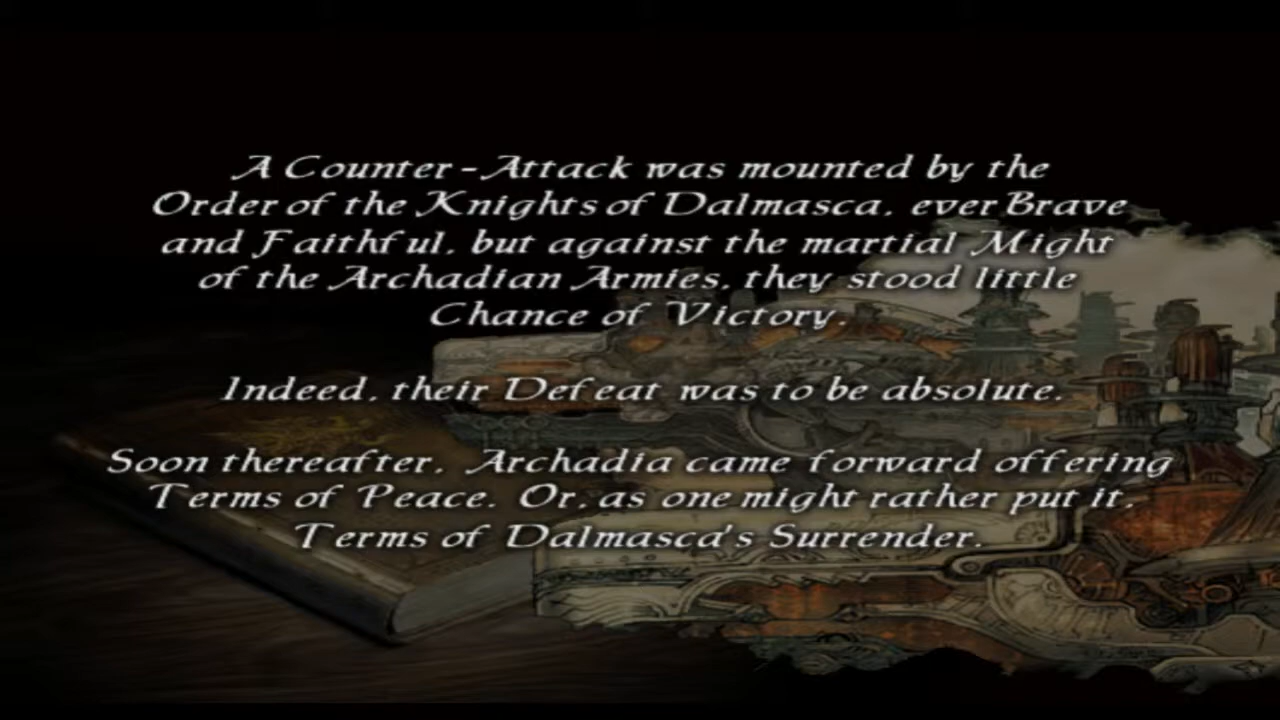 A Counter-Attack was mounted by the
Order of the Knights of Dalmasca, ever Brave
and Faithful, but against the martial Might
of the Archadian Armies, they stood little
Chance of Victory.
Indeed, their Defeat was to be absolute.
Soon thereafter, Archadia came forward offering
Terms of Peace. Or, as one might rather put it,
Terms of Dalmasca's Surrender.